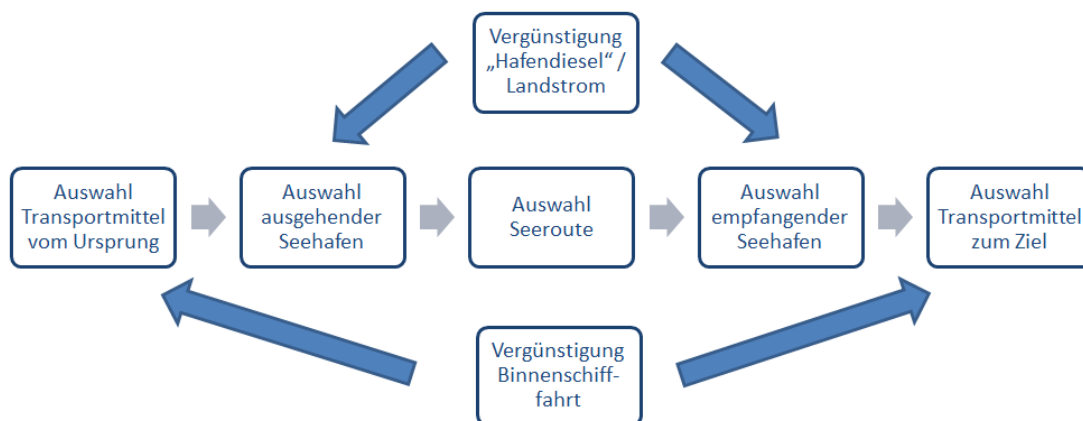 Vergünstigung
„Hafendiesel“ /
Landstrom
Auswahl
Transportmittel
vom Ursprung
Auswahl
ausgehender
Seehafen
Auswahl
Seeroute
Auswahl
empfangender
Seehafen
Auswahl
Transportmittel
zum Ziel
Vergünstigung
Binnenschiff-
fahrt